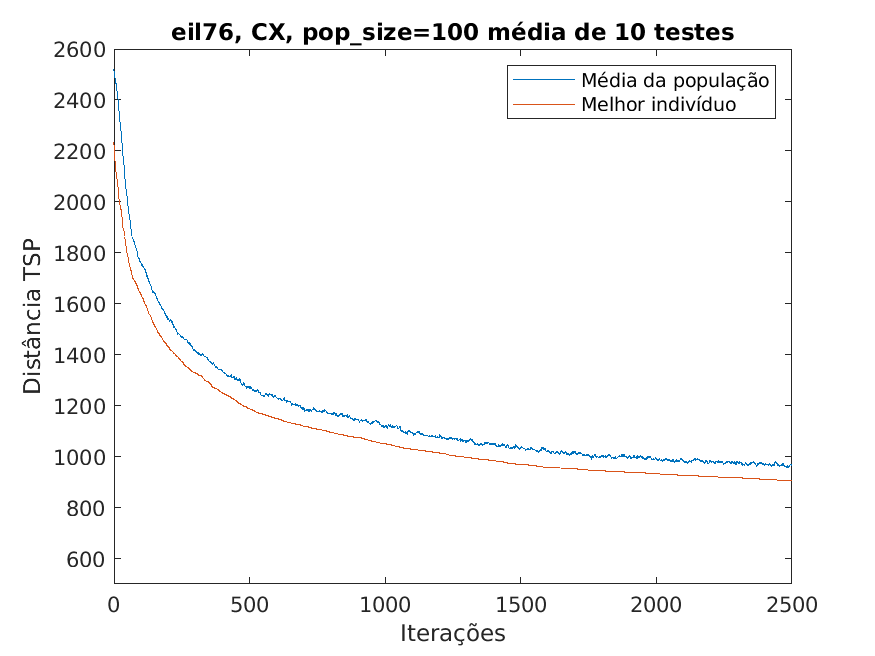 eil76, CX, pop_size=100 média de 10 testes
Média da população
Melhor indivíduo
Distância TSP
2600
2400
2200
2000
1800
1600
1400
1200
1000
800
600
0 500 1000 1500 2000 2500
Iterações